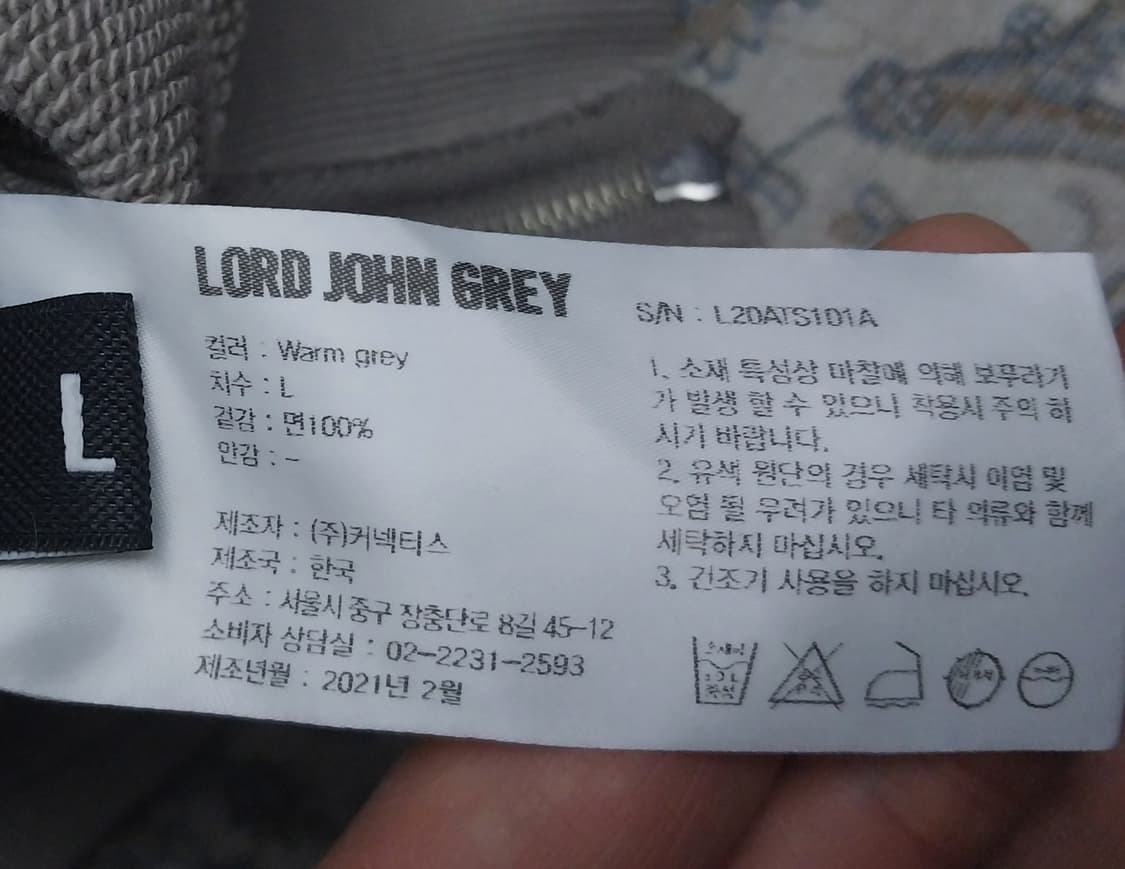 LORD JOHN GREY
L
컬러 : Warm grey
치수 : L
겉감 : 면100%
안감 : -
제조자 : (주)커넥터스
제조국 : 한국
주소 : 서울시 중구 장충단로 8길 45-12
소비자 상담실 : 02-2231-2593
제조년월 : 2021년 2월
S/N : L20ATS101A
1. 소재 특성상 마찰에 의해 보푸라기
가 발생 할 수 있으니 착용시 주의 하
시기 바랍니다.
2. 유색 원단의 경우 세탁시 이염 및
오염 될 우려가 있으니 타 의류와 함께
세탁하지 마십시오.
3. 건조기 사용을 하지 마십시오.